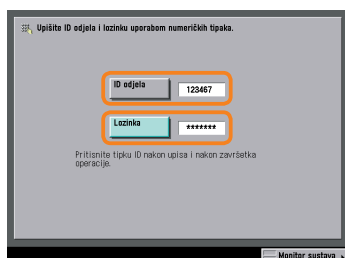 Upišite ID odjela i lozinku uporabom numeričkih tipaka.
ID odjela
123467
Lozinka
*******
Pritisnite tipku ID nakon upisa i nakon završetka
operacije.
Monitor sustava